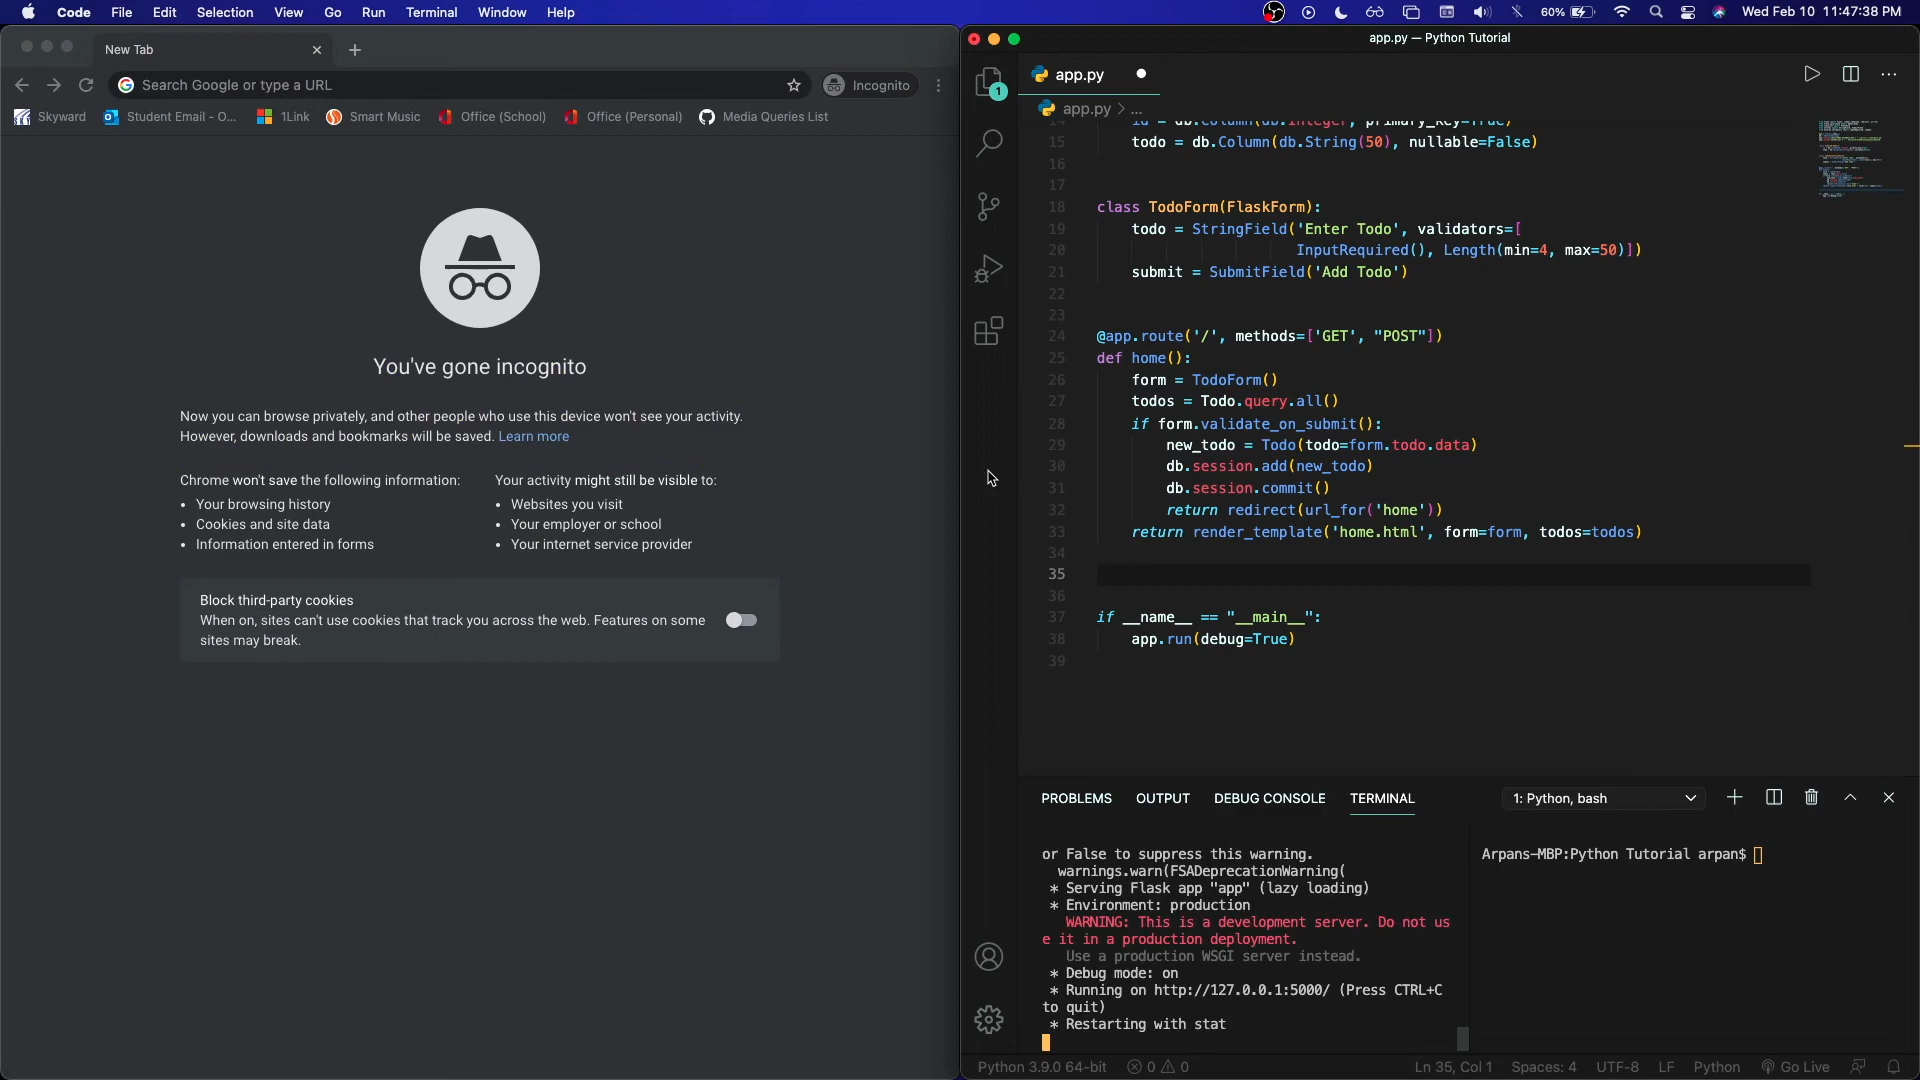 Code File Edit Selection View Go Run Terminal Window Help
60% Wed Feb 10 11:47:38 PM
New Tab
Search Google or type a URL
Incognito
Skyward Student Email - O... 1Link Smart Music Office (School) Office (Personal) Media Queries List
You've gone incognito
Now you can browse privately, and other people who use this device won't see your activity.
However, downloads and bookmarks will be saved. Learn more
Chrome won't save the following information:
• Your browsing history
• Cookies and site data
• Information entered in forms
Your activity might still be visible to:
• Websites you visit
• Your employer or school
• Your internet service provider
Block third-party cookies
When on, sites can't use cookies that track you across the web. Features on some
sites may break.
app.py — Python Tutorial
1
app.py
app.py > ...
14 id = db.Column(db.Integer, primary_key=True)
15 todo = db.Column(db.String(50), nullable=False)
16
17
18 class TodoForm(FlaskForm):
19 todo = StringField('Enter Todo', validators=[
20 InputRequired(), Length(min=4, max=50)])
21 submit = SubmitField('Add Todo')
22
23
24 @app.route('/', methods=['GET', "POST"])
25 def home():
26 form = TodoForm()
27 todos = Todo.query.all()
28 if form.validate_on_submit():
29 new_todo = Todo(todo=form.todo.data)
30 db.session.add(new_todo)
31 db.session.commit()
32 return redirect(url_for('home'))
33 return render_template('home.html', form=form, todos=todos)
34
35
36
37 if __name__ == "__main__":
38 app.run(debug=True)
39
PROBLEMS OUTPUT DEBUG CONSOLE TERMINAL
1: Python, bash
or False to suppress this warning.
warnings.warn(FSADeprecationWarning(
* Serving Flask app "app" (lazy loading)
* Environment: production
WARNING: This is a development server. Do not us
e it in a production deployment.
Use a production WSGI server instead.
* Debug mode: on
* Running on http://127.0.0.1:5000/ (Press CTRL+C
to quit)
* Restarting with stat
Arpans-MBP:Python Tutorial arpan$
Python 3.9.0 64-bit 0 0
Ln 35, Col 1 Spaces: 4 UTF-8 LF Python Go Live